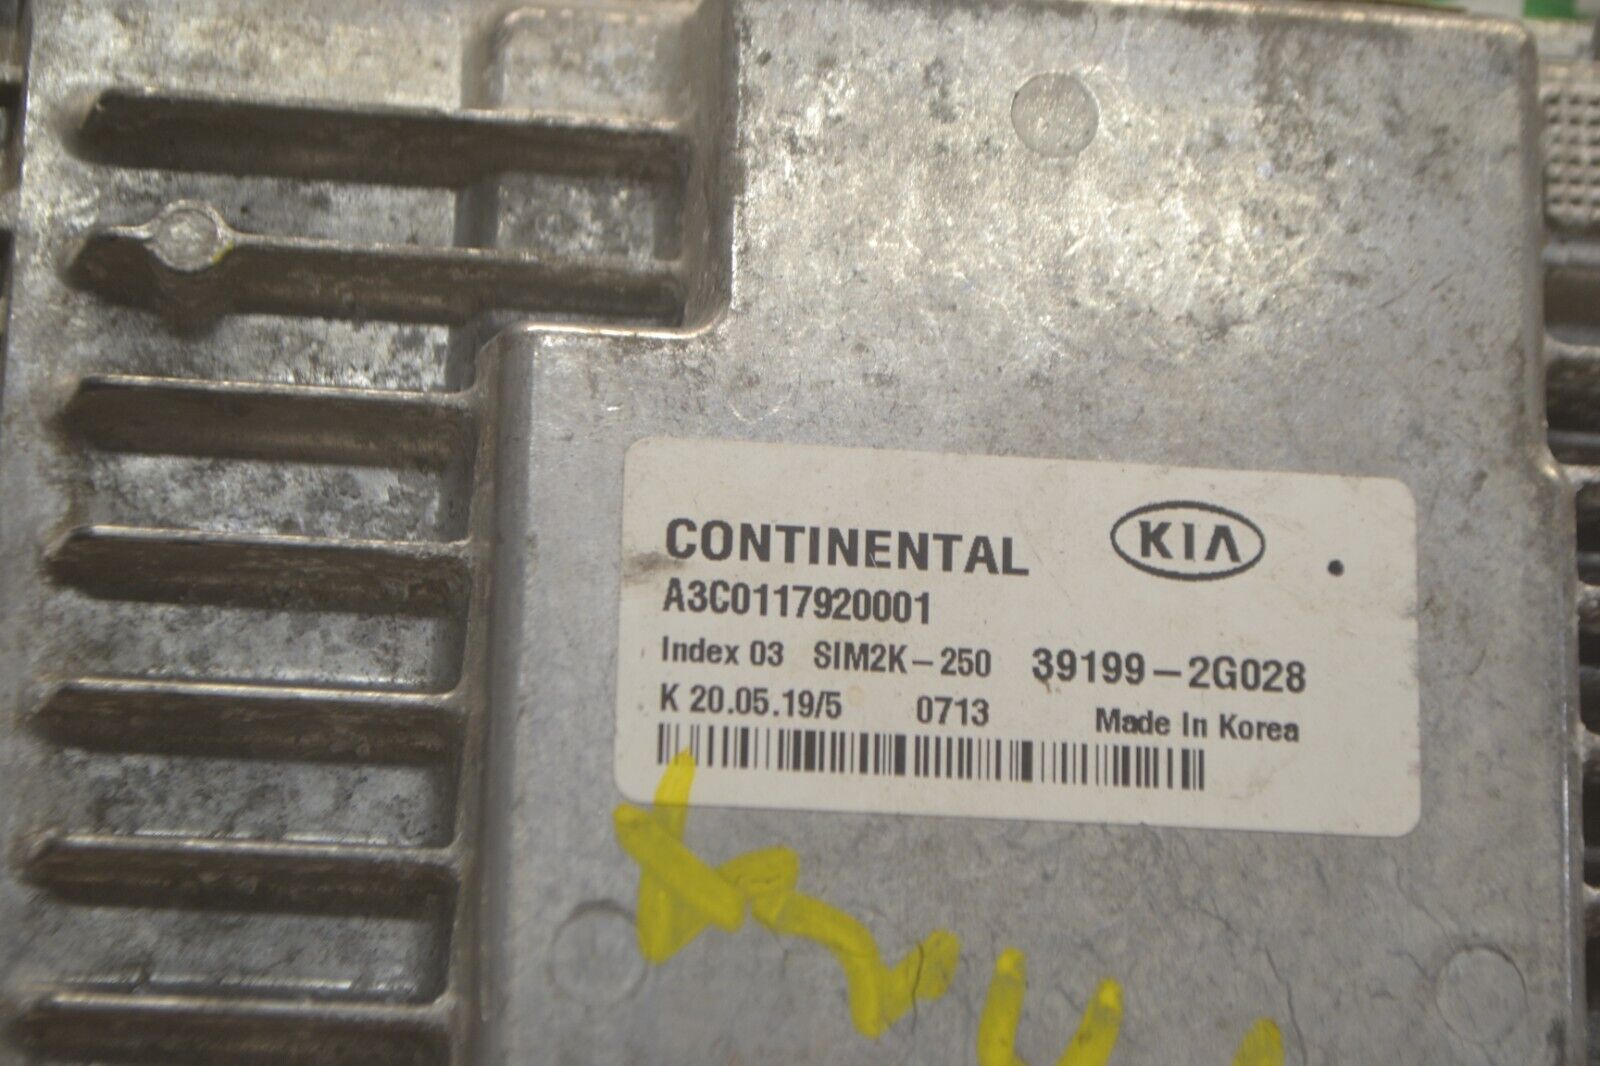 CONTINENTAL KIA
A3C0117920001
Index 03 SIM2K-250 39199-2G028
K 20.05.19/5 0713 Made In Korea